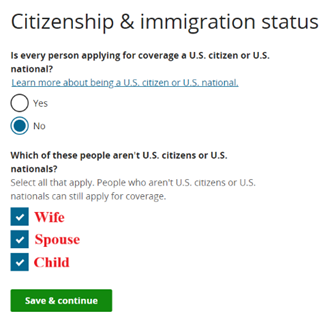 Citizenship & immigration status
Is every person applying for coverage a U.S. citizen or U.S.
national?
Learn more about being a U.S. citizen or U.S. national.
Yes
No
Which of these people aren't U.S. citizens or U.S.
nationals?
Select all that apply. People who aren't U.S. citizens or U.S.
nationals can still apply for coverage.
Wife
Spouse
Child
Save & continue